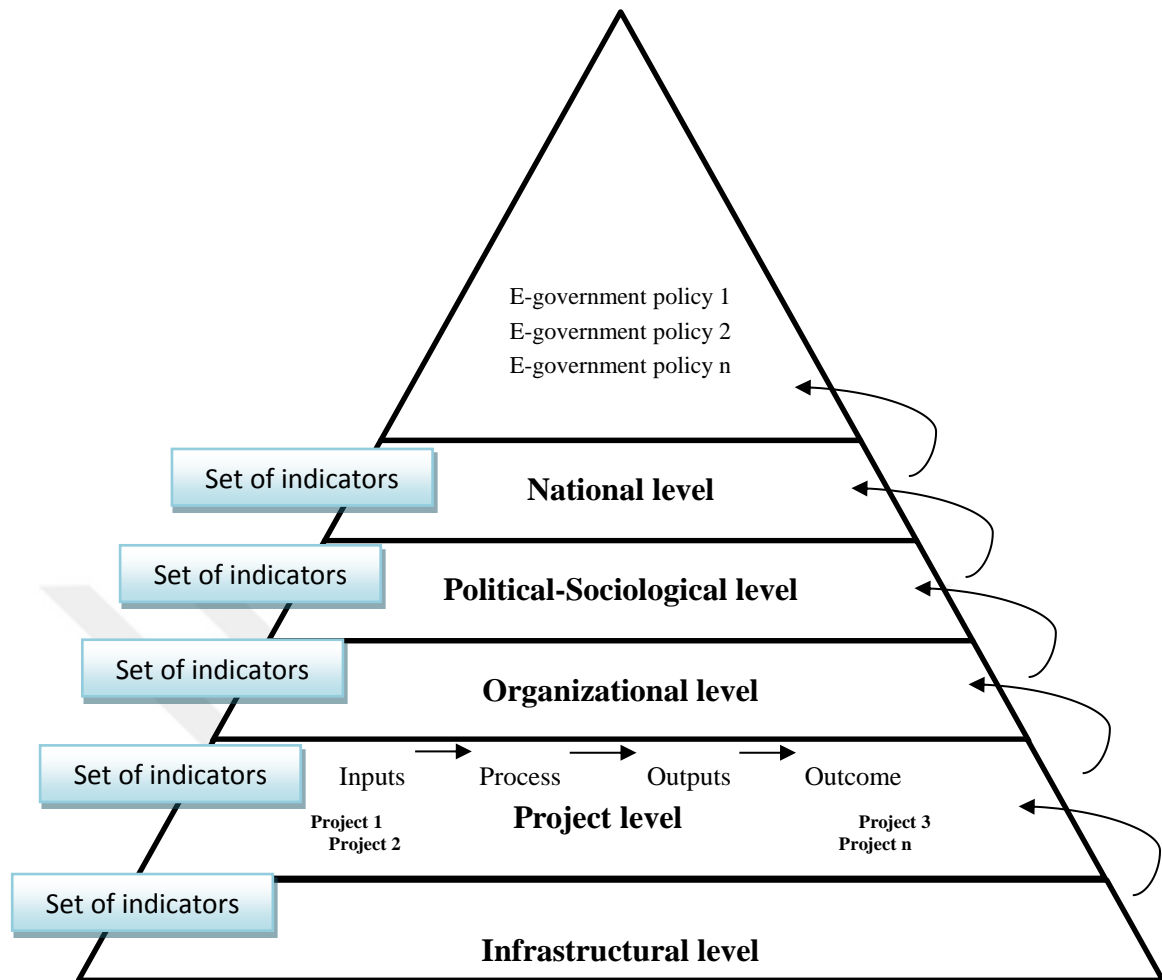 E-government policy 1
E-government policy 2
E-government policy n
Set of indicators
National level
Set of indicators
Political-Sociological level
Set of indicators
Organizational level
Set of indicators
Inputs Process Outputs Outcome
Project level
Project 1 Project 3
Project 2 Project n
Set of indicators
Infrastructural level